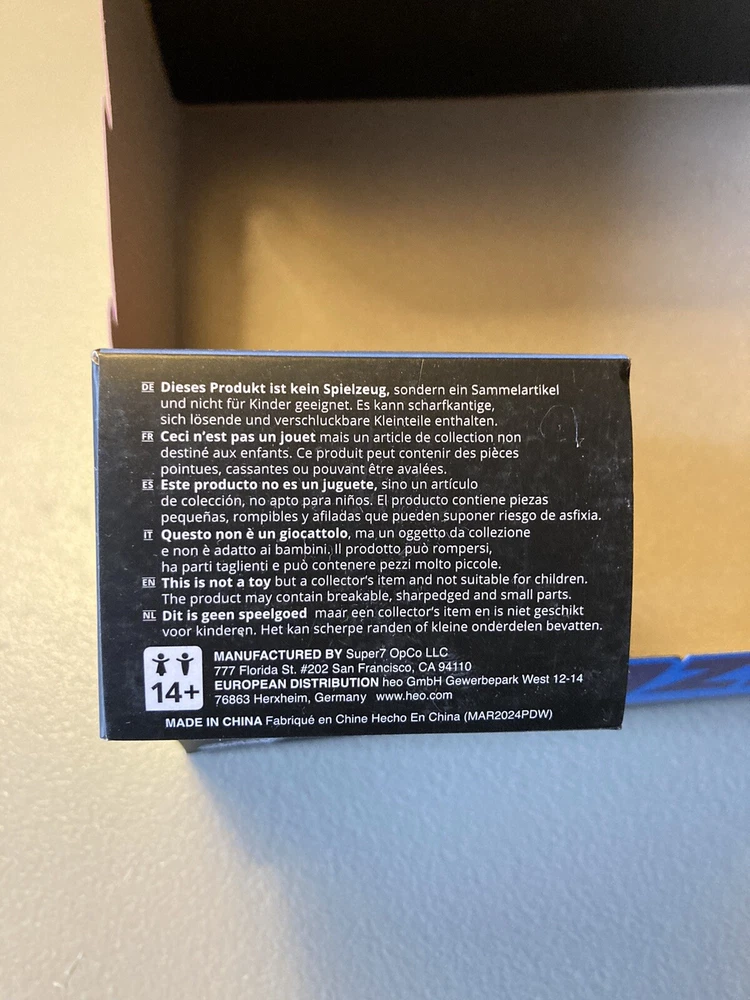 DE Dieses Produkt ist kein Spielzeug, sondern ein Sammelartikel
und nicht für Kinder geeignet. Es kann scharfkantige,
sich lösende und verschluckbare Kleinteile enthalten.
FR Ceci n'est pas un jouet mais un article de collection non
destiné aux enfants. Ce produit peut contenir des pièces
pointues, cassantes ou pouvant être avalées.
ES Este producto no es un juguete, sino un artículo
de colección, no apto para niños. El producto contiene piezas
pequeñas, rompibles y afiladas que pueden suponer riesgo de asfixia.
IT Questo non è un giocattolo, ma un oggetto da collezione
e non è adatto ai bambini. Il prodotto può rompersi,
ha parti taglienti e può contenere pezzi molto piccole.
EN This is not a toy but a collector's item and not suitable for children.
The product may contain breakable, sharpedged and small parts.
NL Dit is geen speelgoed maar een collector's item en is niet geschikt
voor kinderen. Het kan scherpe randen of kleine onderdelen bevatten.
14+
MANUFACTURED BY Super7 OpCo LLC
777 Florida St. #202 San Francisco, CA 94110
EUROPEAN DISTRIBUTION heo GmbH Gewerbepark West 12-14
76863 Herxheim, Germany www.heo.com
MADE IN CHINA Fabriqué en Chine Hecho En China (MAR2024PDW)